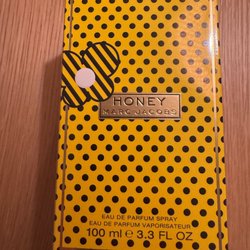 HONEY
MARC JACOBS
EAU DE PARFUM SPRAY
EAU DE PARFUM VAPORISATEUR
100 ml e 3.3 FL OZ